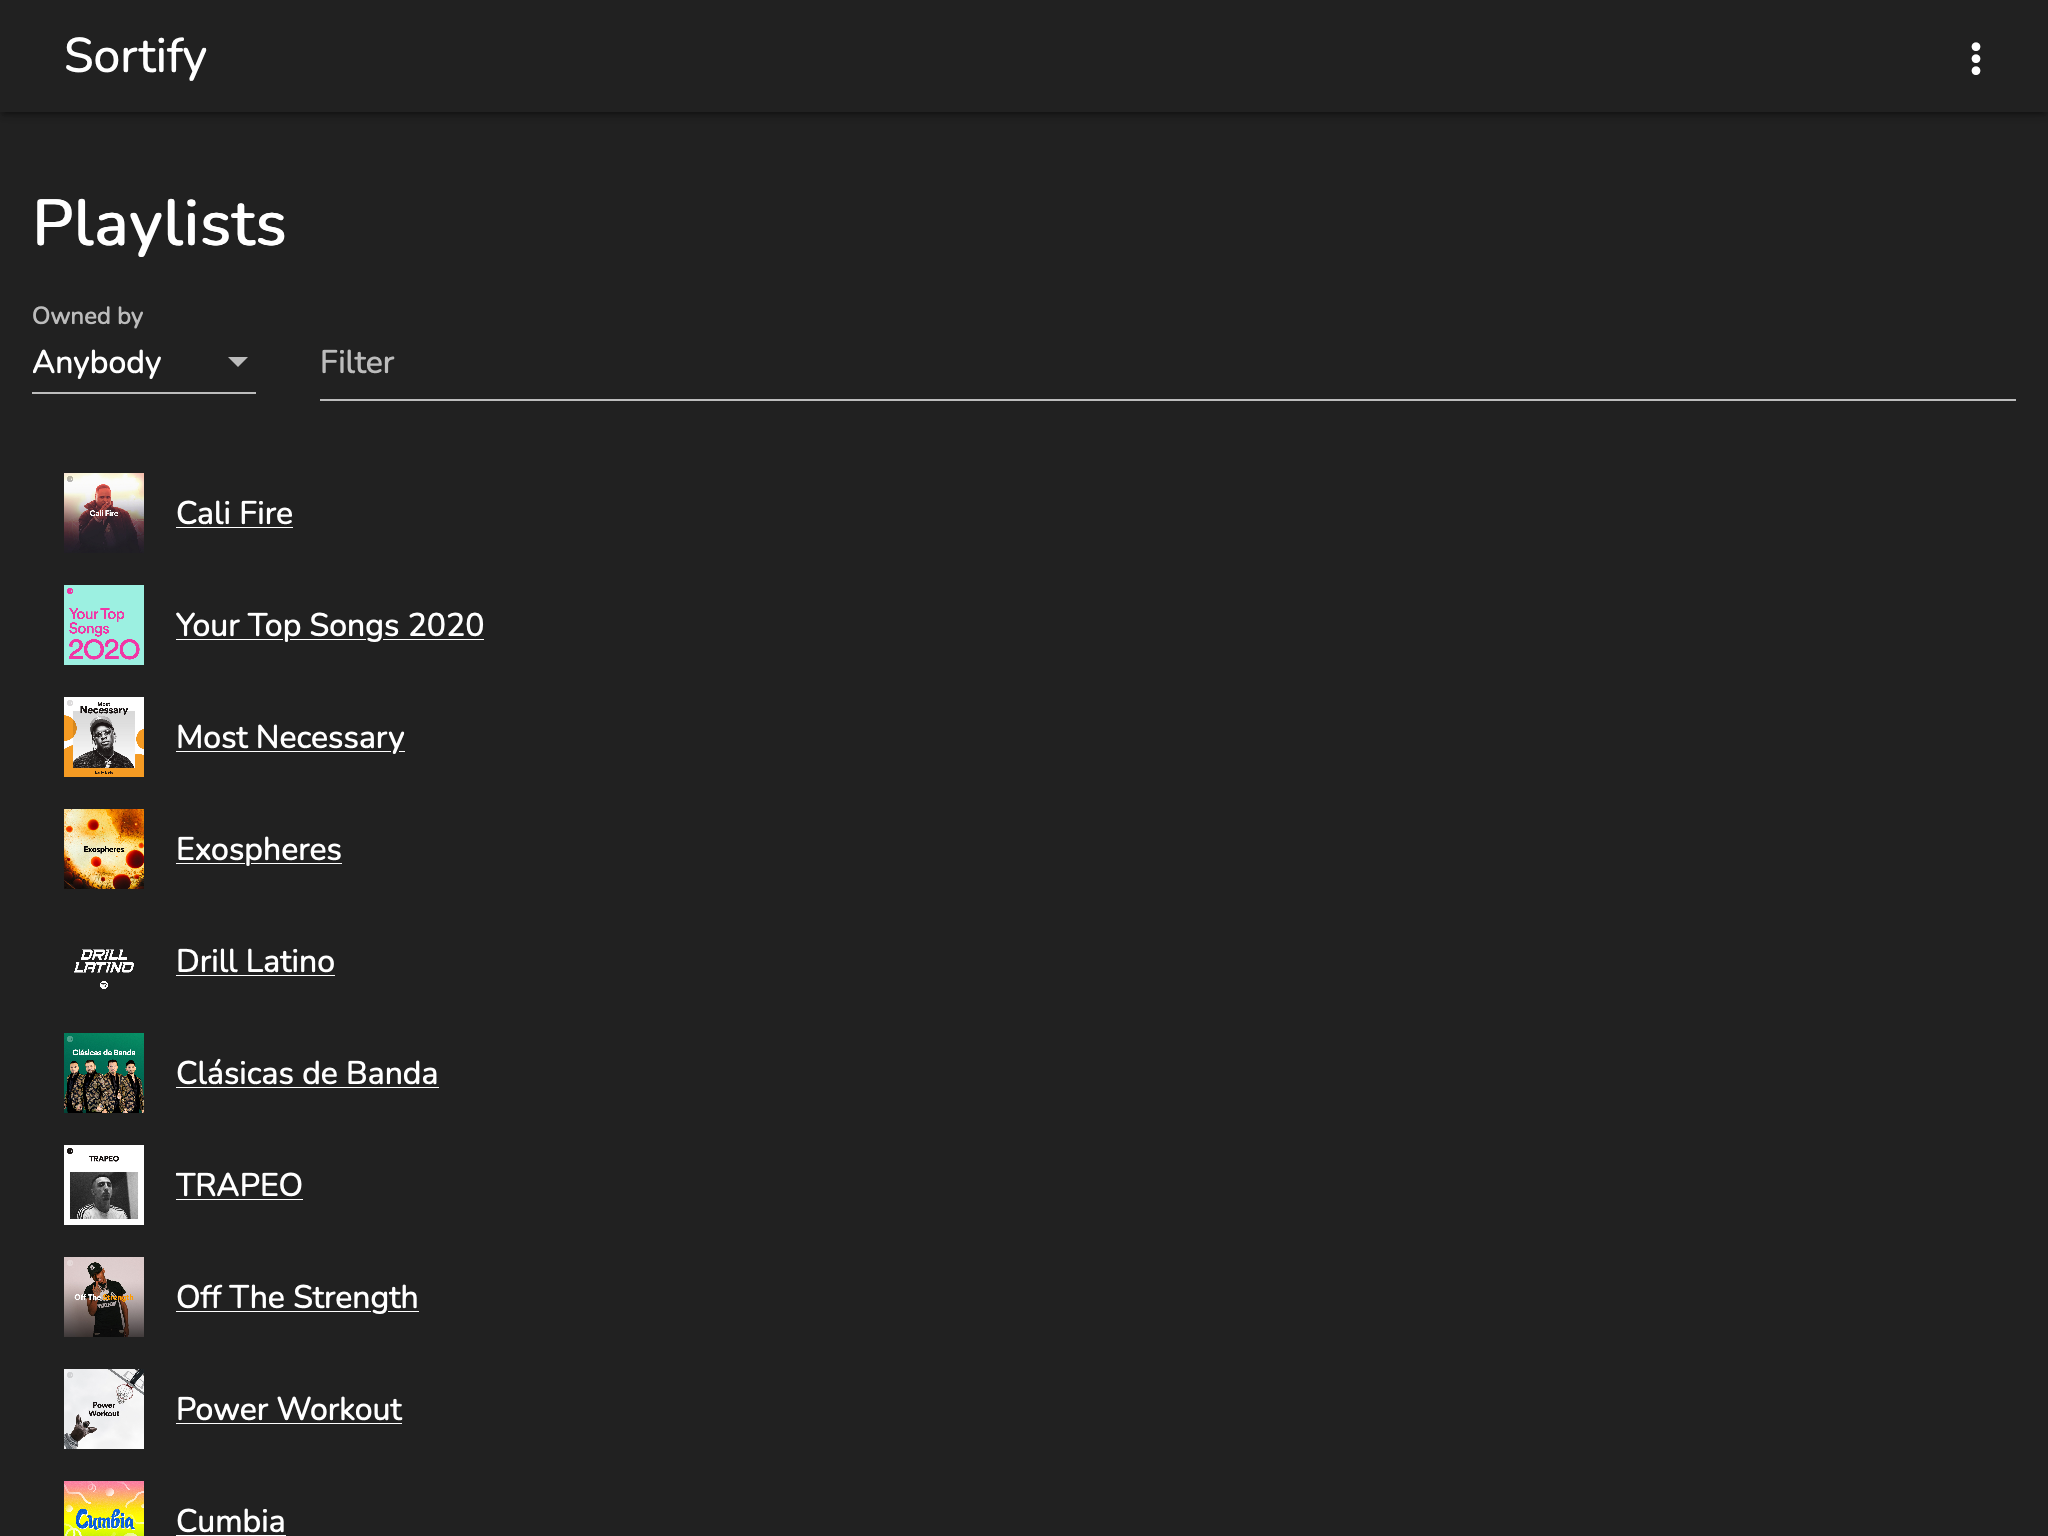 Sortify
Playlists
Owned by
Anybody
Filter
Cali Fire
Cali Fire
Your Top
Songs
2020
Your Top Songs 2020
Most
Necessary
Most Necessary
Exospheres
Exospheres
DRILL
LATINO
Drill Latino
Clásicas de Banda
Clásicas de Banda
TRAPEO
TRAPEO
Off The Strength
Off The Strength
Power
Workout
Power Workout
Cumbia
Cumbia